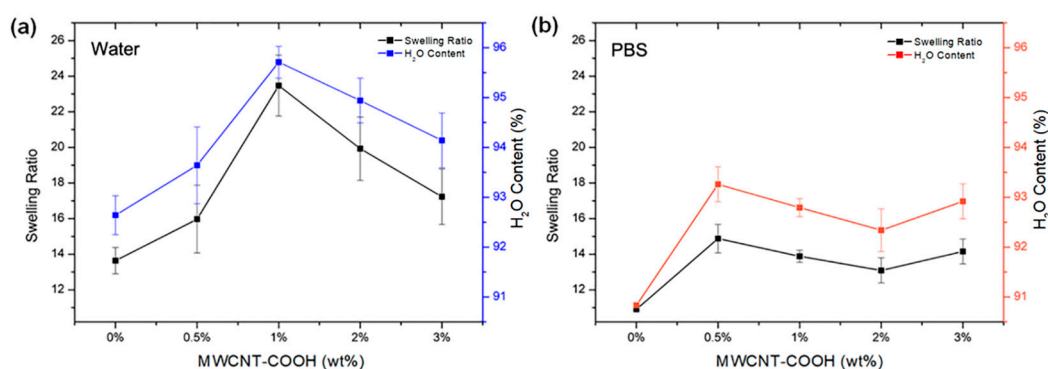 (a)
Water
Swelling Ratio
H₂O Content
26
24
22
20
18
16
14
12
Swelling Ratio
96
95
94
93
92
91
H₂O Content (%)
0% 0.5% 1% 2% 3%
MWCNT-COOH (wt%)
(b)
PBS
Swelling Ratio
H₂O Content
26
24
22
20
18
16
14
12
Swelling Ratio
96
95
94
93
92
91
H₂O Content (%)
0% 0.5% 1% 2% 3%
MWCNT-COOH (wt%)